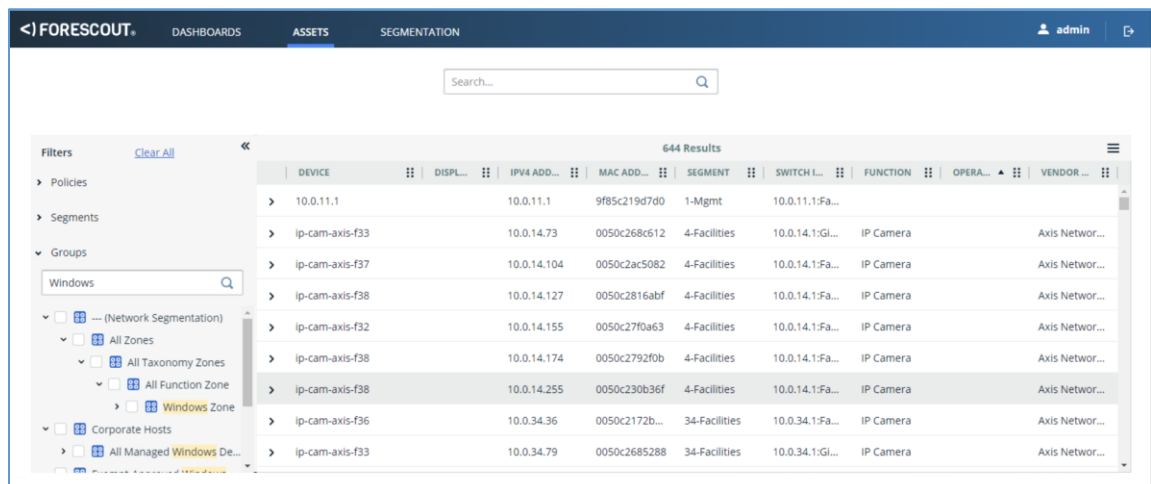 <) FORESCOUT. DASHBOARDS ASSETS SEGMENTATION admin
Search...
Filters Clear All «
644 Results
DEVICE DISPL... IPV4 ADD... MAC ADD... SEGMENT SWITCH I... FUNCTION OPERA... VENDOR ...
Policies
10.0.11.1 10.0.11.1 9f85c219d7d0 1-Mgmt 10.0.11.1:Fa...
Segments
ip-cam-axis-f33 10.0.14.73 0050c268c612 4-Facilities 10.0.14.1:Gi... IP Camera Axis Networ...
Groups
ip-cam-axis-f37 10.0.14.104 0050c2ac5082 4-Facilities 10.0.14.1:Fa... IP Camera Axis Networ...
Windows
ip-cam-axis-f38 10.0.14.127 0050c2816abf 4-Facilities 10.0.14.1:Fa... IP Camera Axis Networ...
--- (Network Segmentation)
ip-cam-axis-f32 10.0.14.155 0050c27f0a63 4-Facilities 10.0.14.1:Fa... IP Camera Axis Networ...
All Zones
All Taxonomy Zones
ip-cam-axis-f38 10.0.14.174 0050c2792f0b 4-Facilities 10.0.14.1:Fa... IP Camera Axis Networ...
All Function Zone
ip-cam-axis-f38 10.0.14.255 0050c230b36f 4-Facilities 10.0.14.1:Fa... IP Camera Axis Networ...
Windows Zone
ip-cam-axis-f36 10.0.34.36 0050c2172b... 34-Facilities 10.0.34.1:Fa... IP Camera Axis Networ...
Corporate Hosts
All Managed Windows De...
ip-cam-axis-f33 10.0.34.79 0050c2685288 34-Facilities 10.0.34.1:Gi... IP Camera Axis Networ...